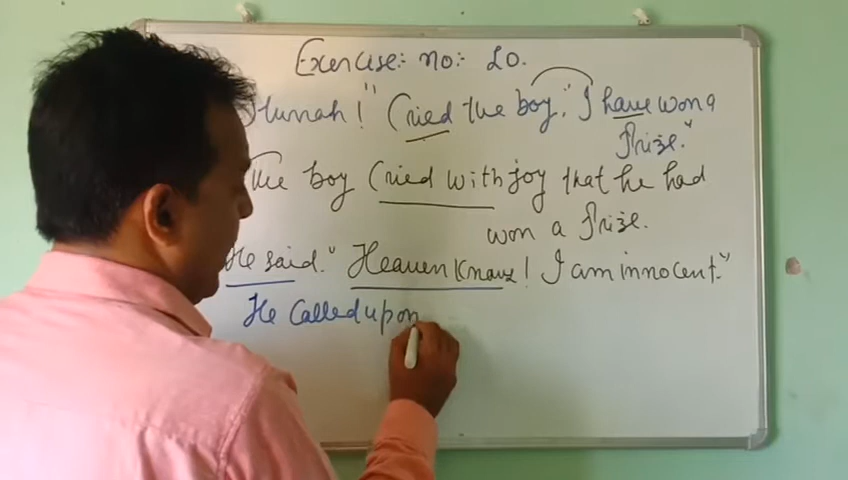 Exercise:- no:- 20.
Hurrah!" Cried the boy," I have won a
Prize."
The boy Cried with joy that he had
won a Prize.
He said." Heaven Knows! I am innocent."
He Called upon